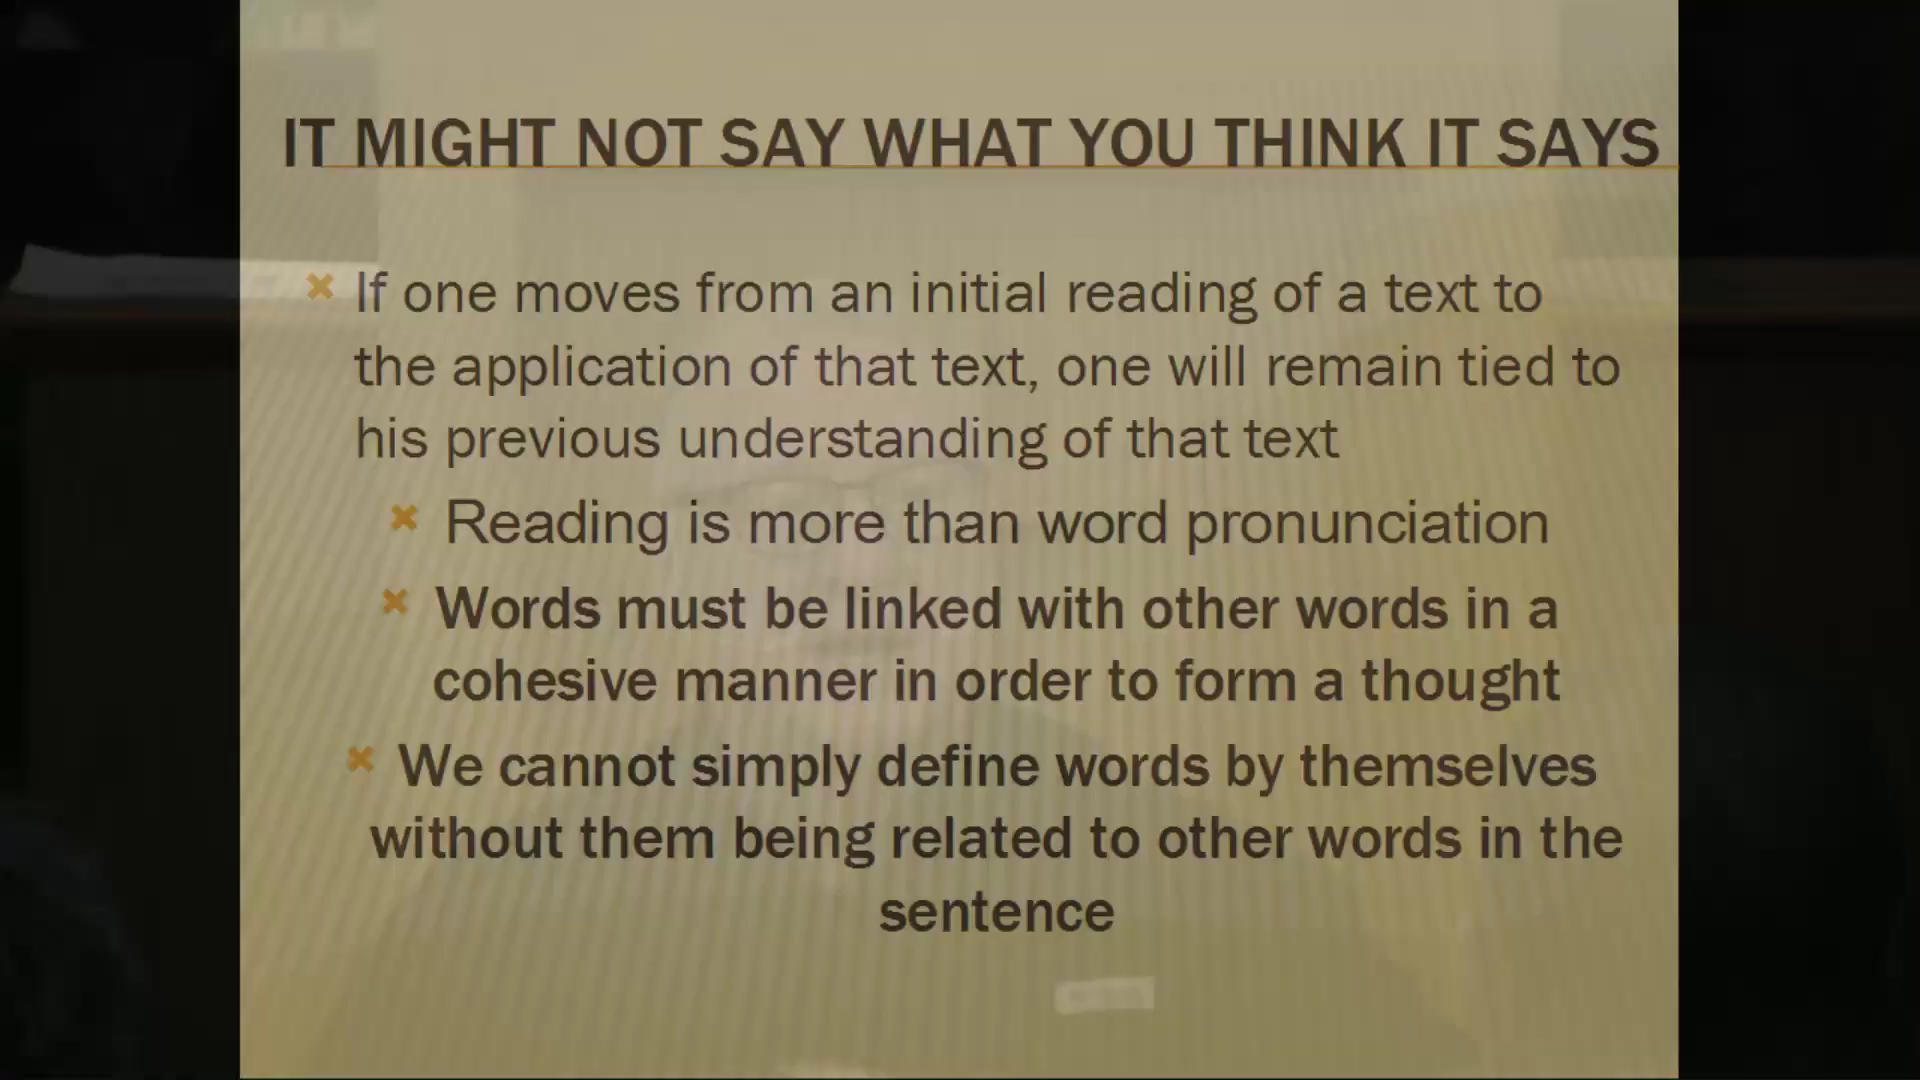 IT MIGHT NOT SAY WHAT YOU THINK IT SAYS
If one moves from an initial reading of a text to
the application of that text, one will remain tied to
his previous understanding of that text
Reading is more than word pronunciation
Words must be linked with other words in a
cohesive manner in order to form a thought
We cannot simply define words by themselves
without them being related to other words in the
sentence